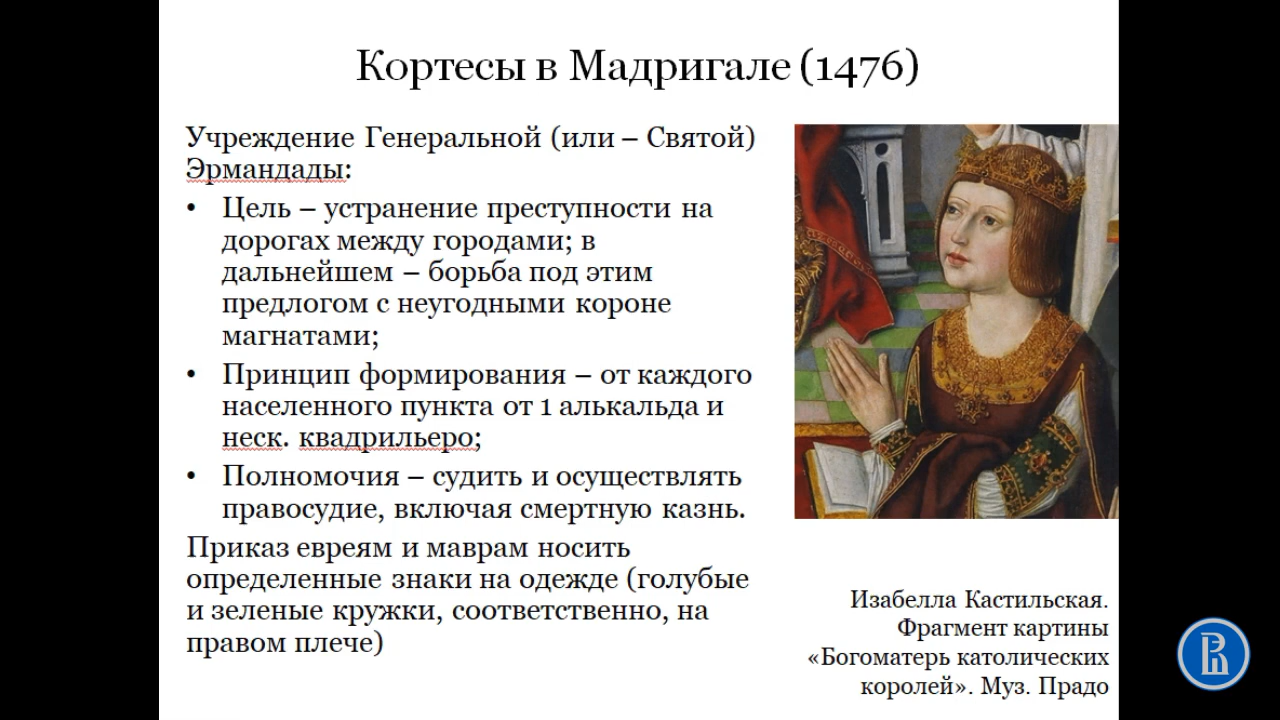 Кортесы в Мадригале (1476)
Учреждение Генеральной (или – Святой)
Эрмандады:
• Цель – устранение преступности на
дорогах между городами; в
дальнейшем – борьба под этим
предлогом с неугодными короне
магнатами;
• Принцип формирования – от каждого
населенного пункта от 1 алькальда и
неск. квадрильеро;
• Полномочия – судить и осуществлять
правосудие, включая смертную казнь.
Приказ евреям и маврам носить
определенные знаки на одежде (голубые
и зеленые кружки, соответственно, на
правом плече)
Изабелла Кастильская.
Фрагмент картины
«Богоматерь католических
королей». Муз. Прадо